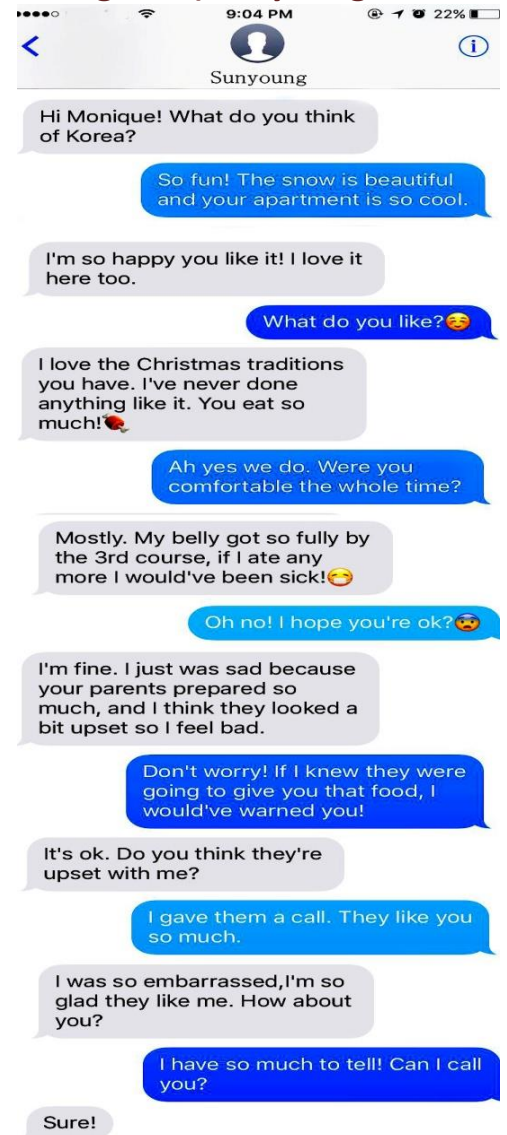 9:04 PM
22%
Sunyoung
Hi Monique! What do you think
of Korea?
So fun! The snow is beautiful
and your apartment is so cool.
I'm so happy you like it! I love it
here too.
What do you like?☺️
I love the Christmas traditions
you have. I've never done
anything like it. You eat so
much!🍖
Ah yes we do. Were you
comfortable the whole time?
Mostly. My belly got so fully by
the 3rd course, if I ate any
more I would've been sick!😷
Oh no! I hope you're ok?😨
I'm fine. I just was sad because
your parents prepared so
much, and I think they looked a
bit upset so I feel bad.
Don't worry! If I knew they were
going to give you that food, I
would've warned you!
It's ok. Do you think they're
upset with me?
I gave them a call. They like you
so much.
I was so embarrassed,I'm so
glad they like me. How about
you?
I have so much to tell! Can I call
you?
Sure!